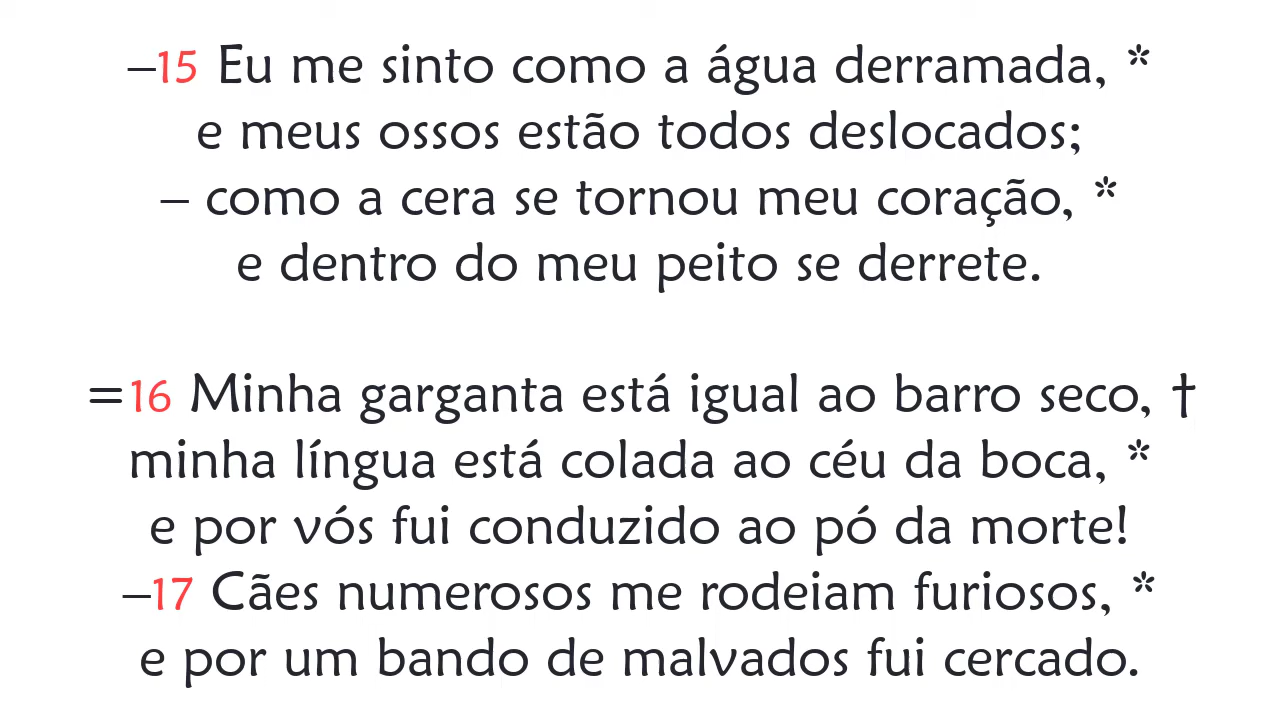 –15 Eu me sinto como a água derramada, *
e meus ossos estão todos deslocados;
– como a cera se tornou meu coração, *
e dentro do meu peito se derrete.
=16 Minha garganta está igual ao barro seco, †
minha língua está colada ao céu da boca, *
e por vós fui conduzido ao pó da morte!
–17 Cães numerosos me rodeiam furiosos, *
e por um bando de malvados fui cercado.